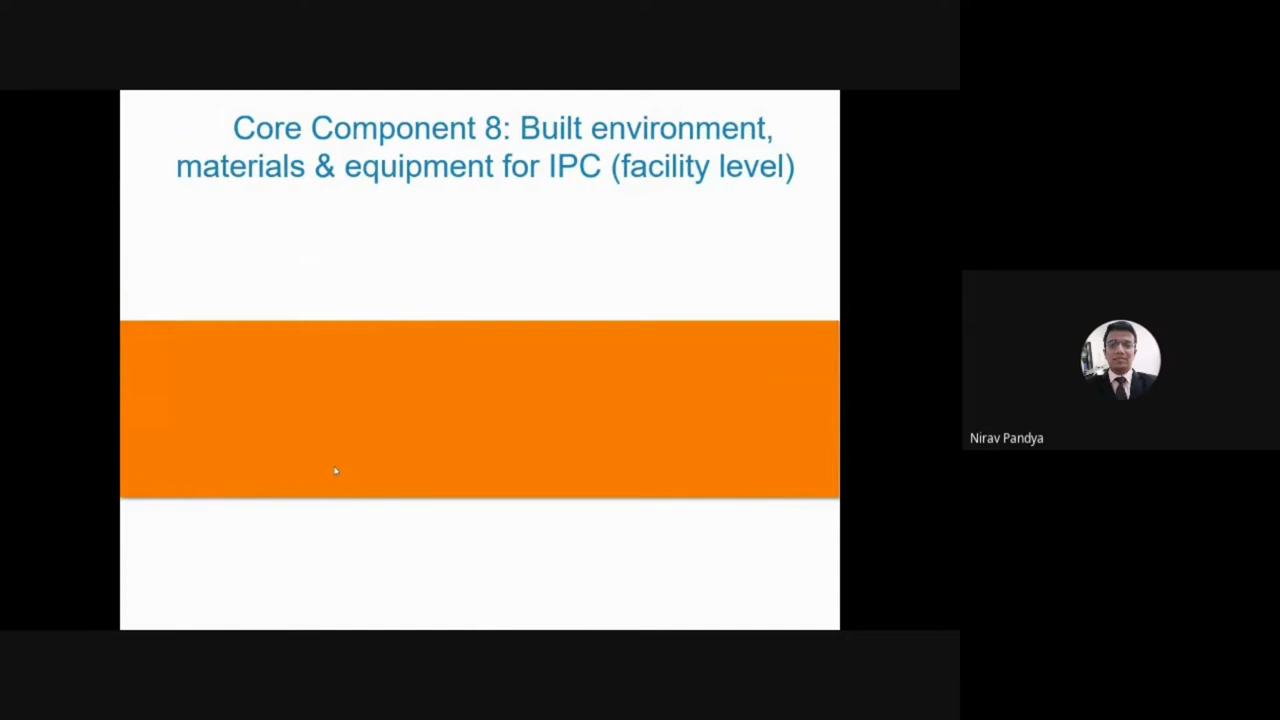 Core Component 8: Built environment,
materials & equipment for IPC (facility level)
Nirav Pandya